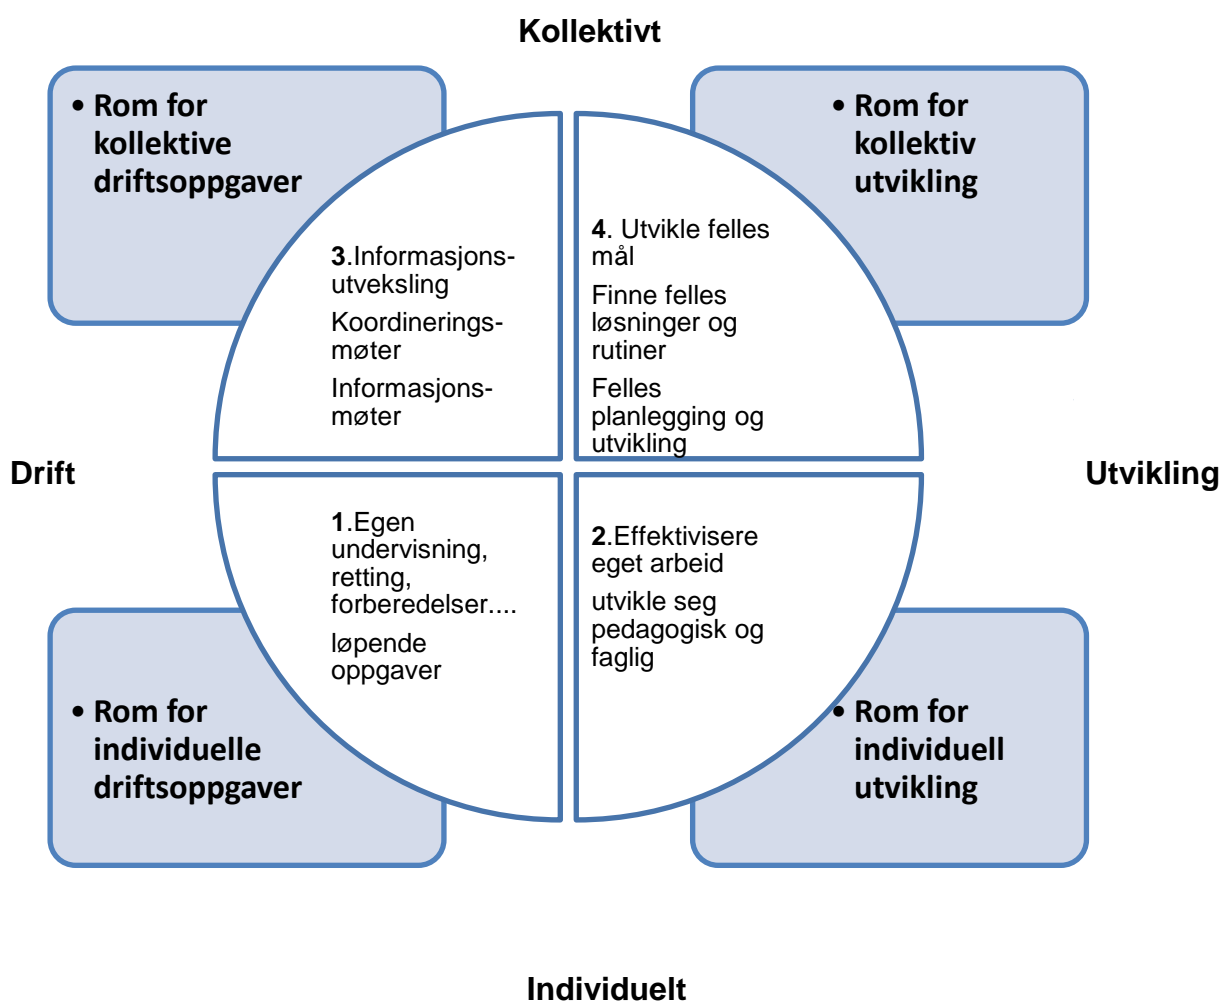 Kollektivt
• Rom for
kollektive
driftsoppgaver
• Rom for
kollektiv
utvikling
3.Informasjons-
utveksling
Koordinerings-
møter
Informasjons-
møter
4. Utvikle felles
mål
Finne felles
løsninger og
rutiner
Felles
planlegging og
utvikling
Drift
Utvikling
1.Egen
undervisning,
retting,
forberedelser....
løpende
oppgaver
2.Effektivisere
eget arbeid
utvikle seg
pedagogisk og
faglig
• Rom for
individuelle
driftsoppgaver
• Rom for
individuell
utvikling
Individuelt